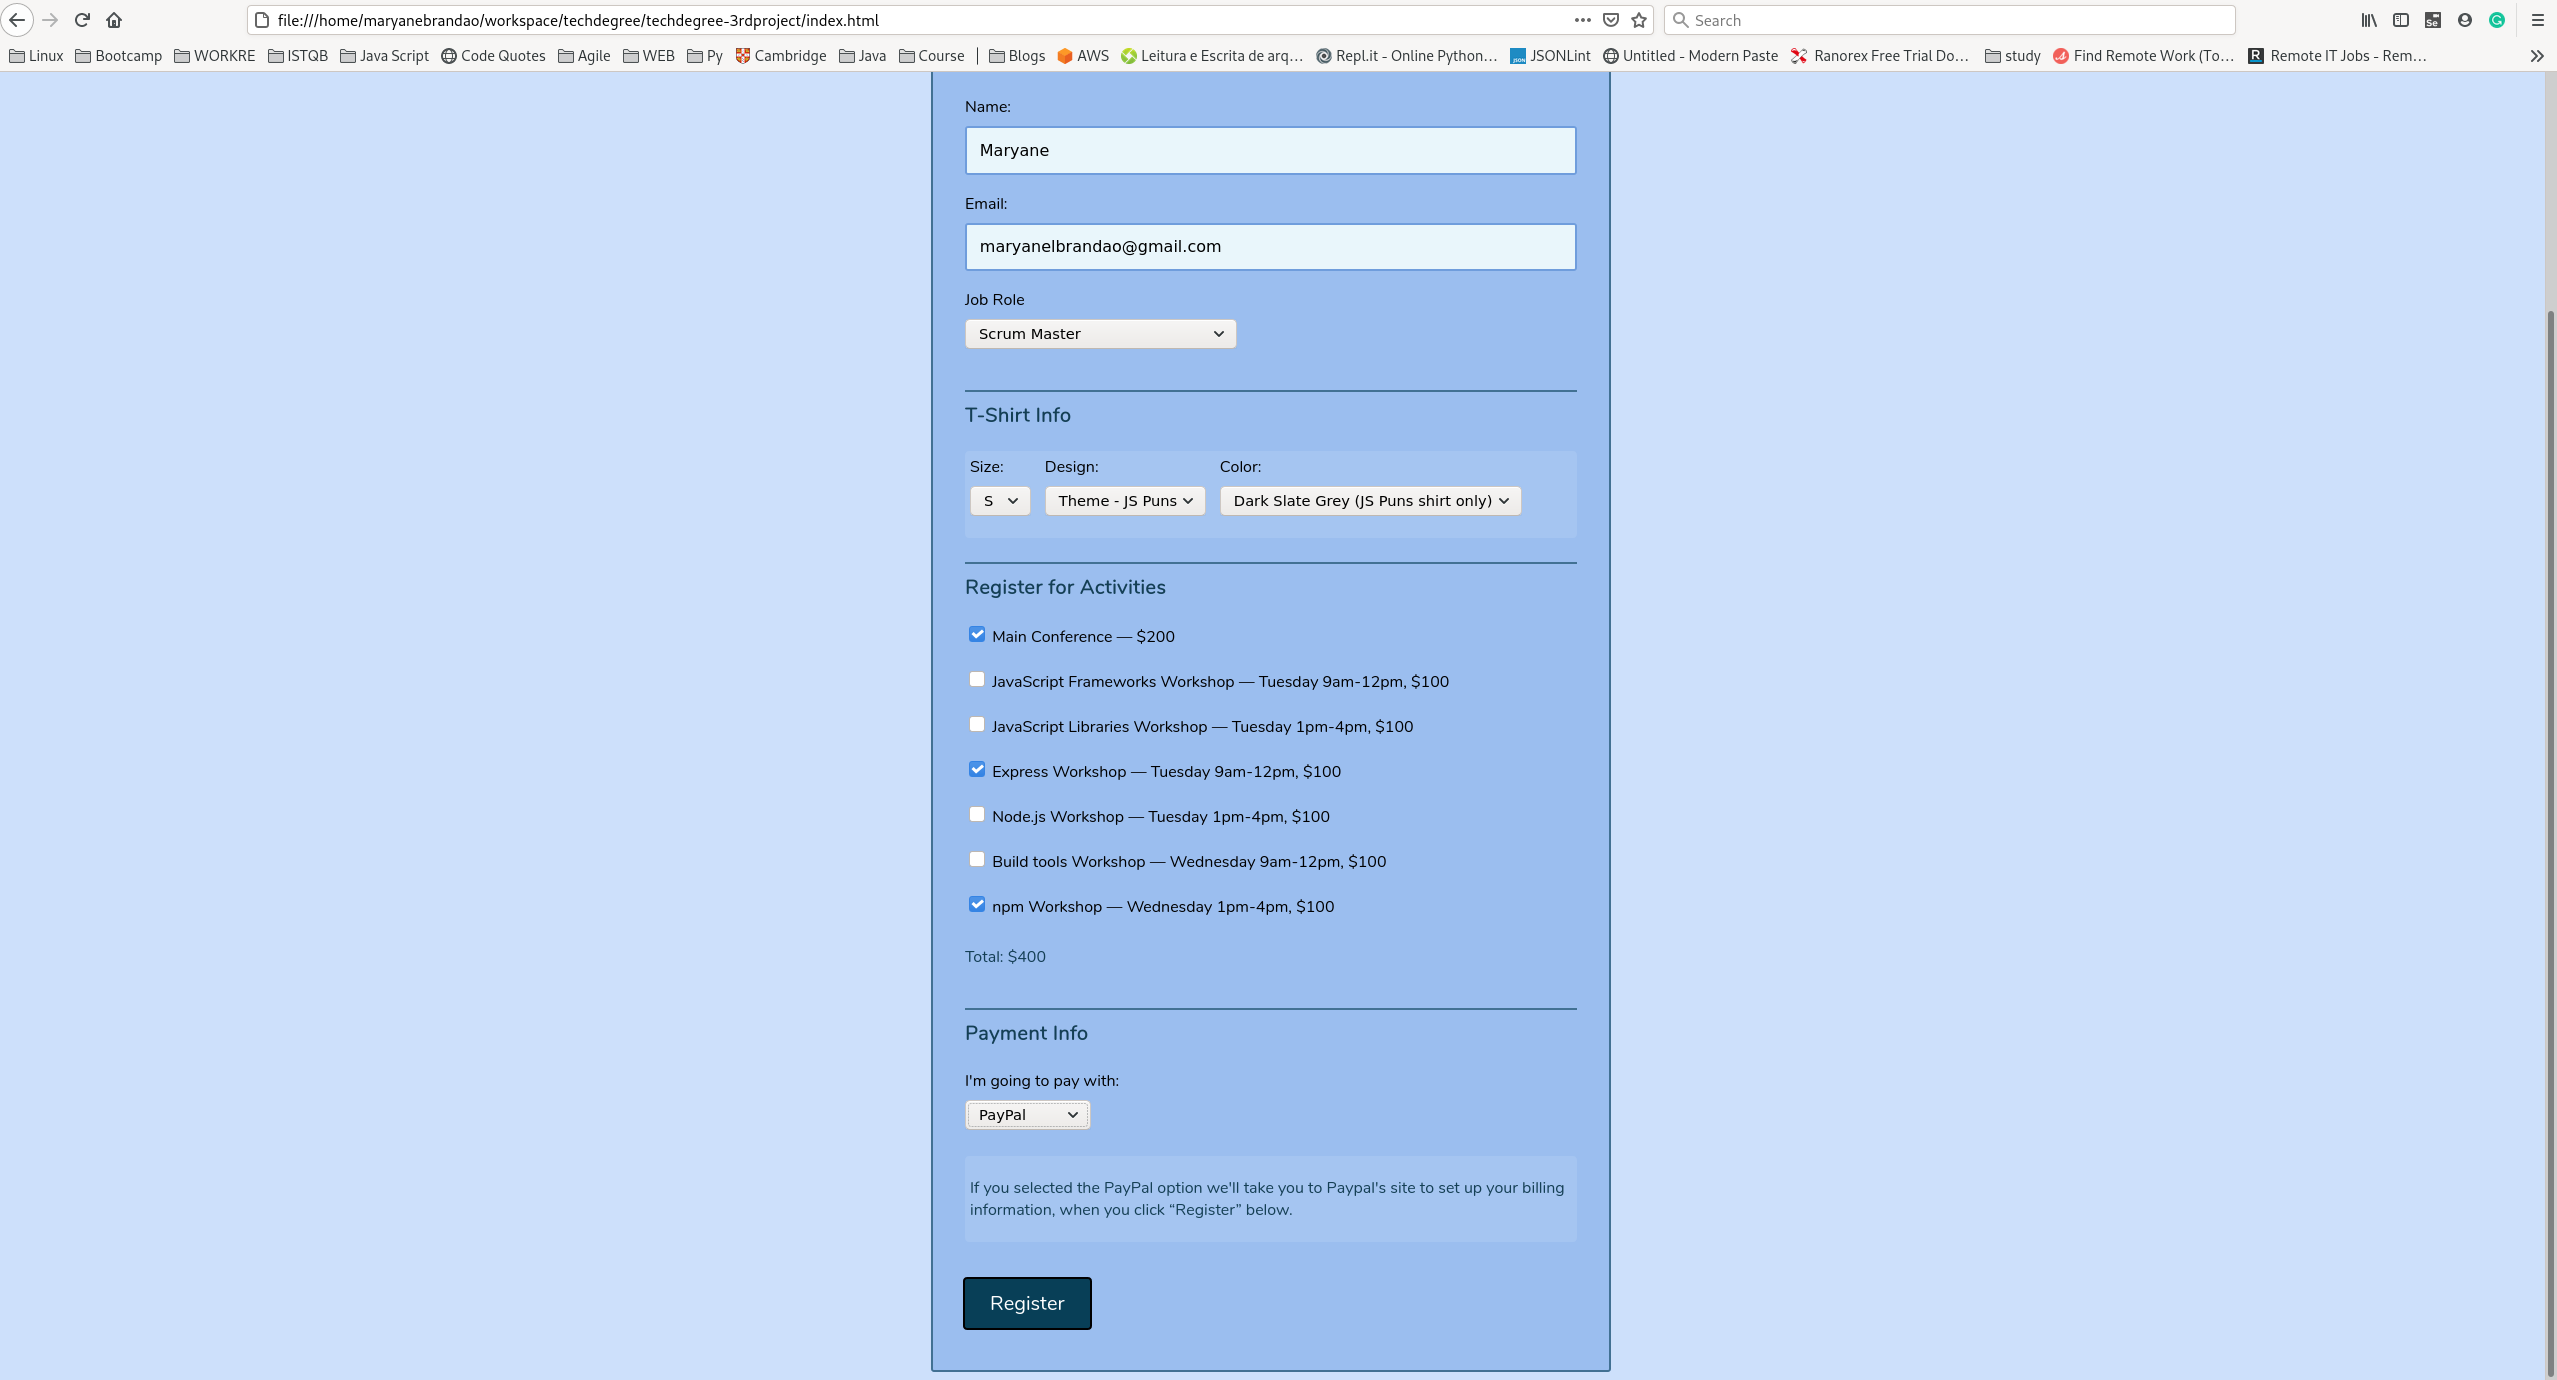 file:///home/maryanebrandao/workspace/techdegree/techdegree-3rdproject/index.html Search
Linux Bootcamp WORKRE ISTQB Java Script Code Quotes Agile WEB Py Cambridge Java Course Blogs AWS Leitura e Escrita de arq… Repl.it - Online Python… JSONLint Untitled - Modern Paste Ranorex Free Trial Do… study Find Remote Work (To… Remote IT Jobs - Rem…
Name:
Maryane
Email:
maryanelbrandao@gmail.com
Job Role
Scrum Master
T-Shirt Info
Size: Design: Color:
S Theme - JS Puns Dark Slate Grey (JS Puns shirt only)
Register for Activities
Main Conference — $200
JavaScript Frameworks Workshop — Tuesday 9am-12pm, $100
JavaScript Libraries Workshop — Tuesday 1pm-4pm, $100
Express Workshop — Tuesday 9am-12pm, $100
Node.js Workshop — Tuesday 1pm-4pm, $100
Build tools Workshop — Wednesday 9am-12pm, $100
npm Workshop — Wednesday 1pm-4pm, $100
Total: $400
Payment Info
I'm going to pay with:
PayPal
If you selected the PayPal option we'll take you to Paypal's site to set up your billing
information, when you click “Register” below.
Register